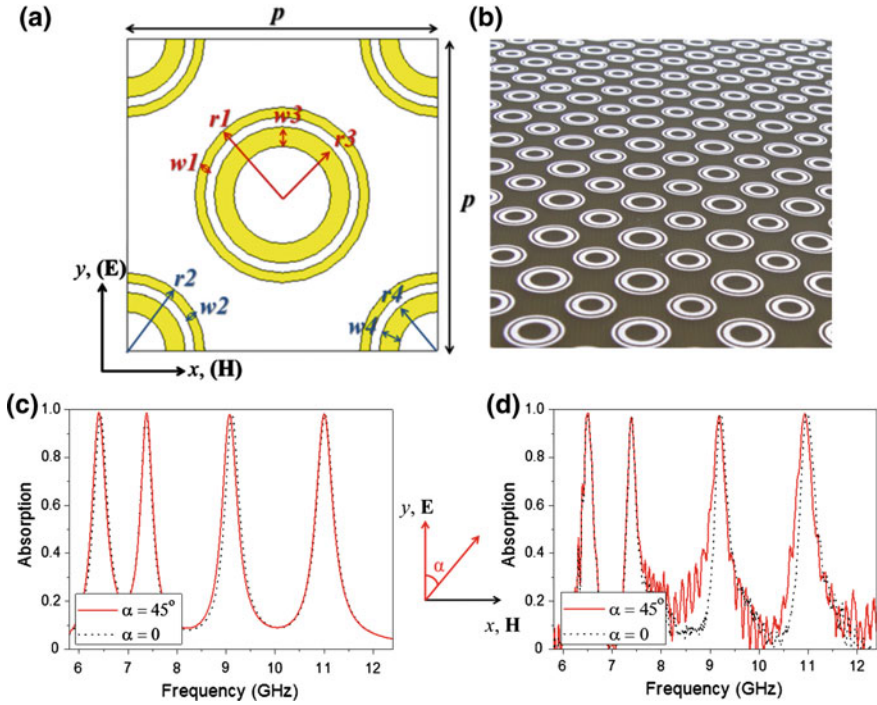 (a)
p
(b)
r1
w3
r3
w1
p
y, (E)
r2
w2
r4
w4
x, (H)
(c)
1.0
0.8
0.6
0.4
0.2
0
Absorption
α = 45°
α = 0
6 7 8 9 10 11 12
Frequency (GHz)
y, E
α
x, H
(d)
1.0
0.8
0.6
0.4
0.2
0
Absorption
α = 45°
α = 0
6 7 8 9 10 11 12
Frequency (GHz)